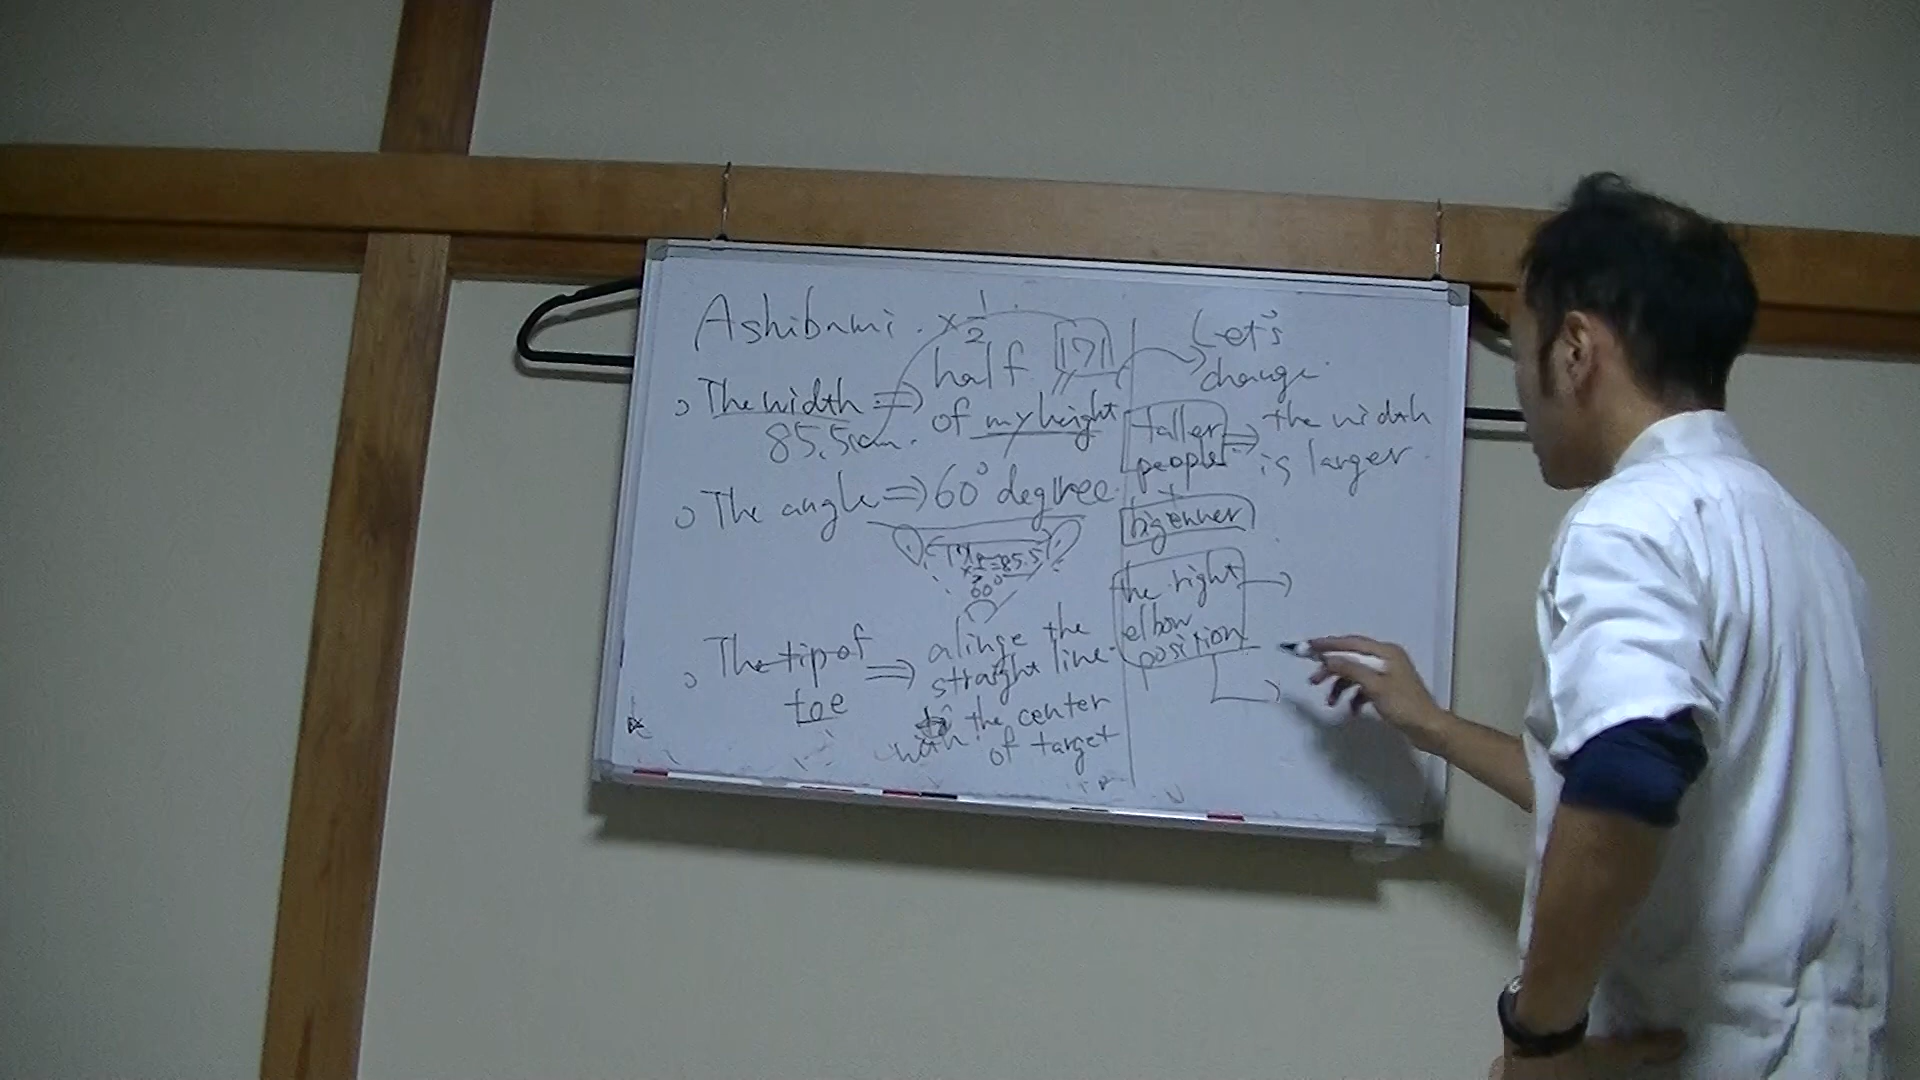 Ashibumi. × 1/2
half 171
○ The width ⇒ of my height
85.5cm.
○ The angle ⇒ 60° degree.
171 × 1/2 = 85.5
60°
○ The tip of toe ⇒ alinge the
straight line
with the center
of target
Let's
change.
taller people ⇒ the width
is larger.
+
bigenner
the right →
elbow
position